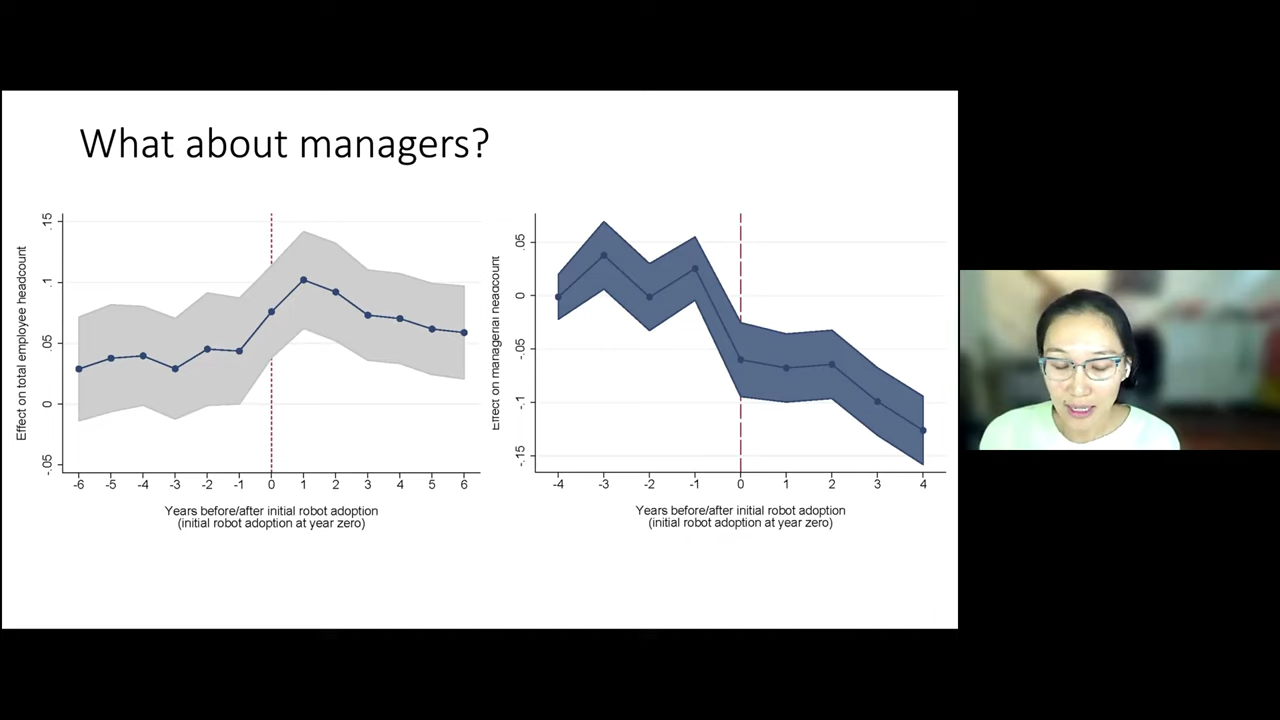 What about managers?
Effect on total employee headcount
.15
.1
.05
0
-.05
-6 -5 -4 -3 -2 -1 0 1 2 3 4 5 6
Years before/after initial robot adoption
(initial robot adoption at year zero)
Effect on managerial headcount
.05
0
-.05
-.1
-.15
-4 -3 -2 -1 0 1 2 3 4
Years before/after initial robot adoption
(initial robot adoption at year zero)